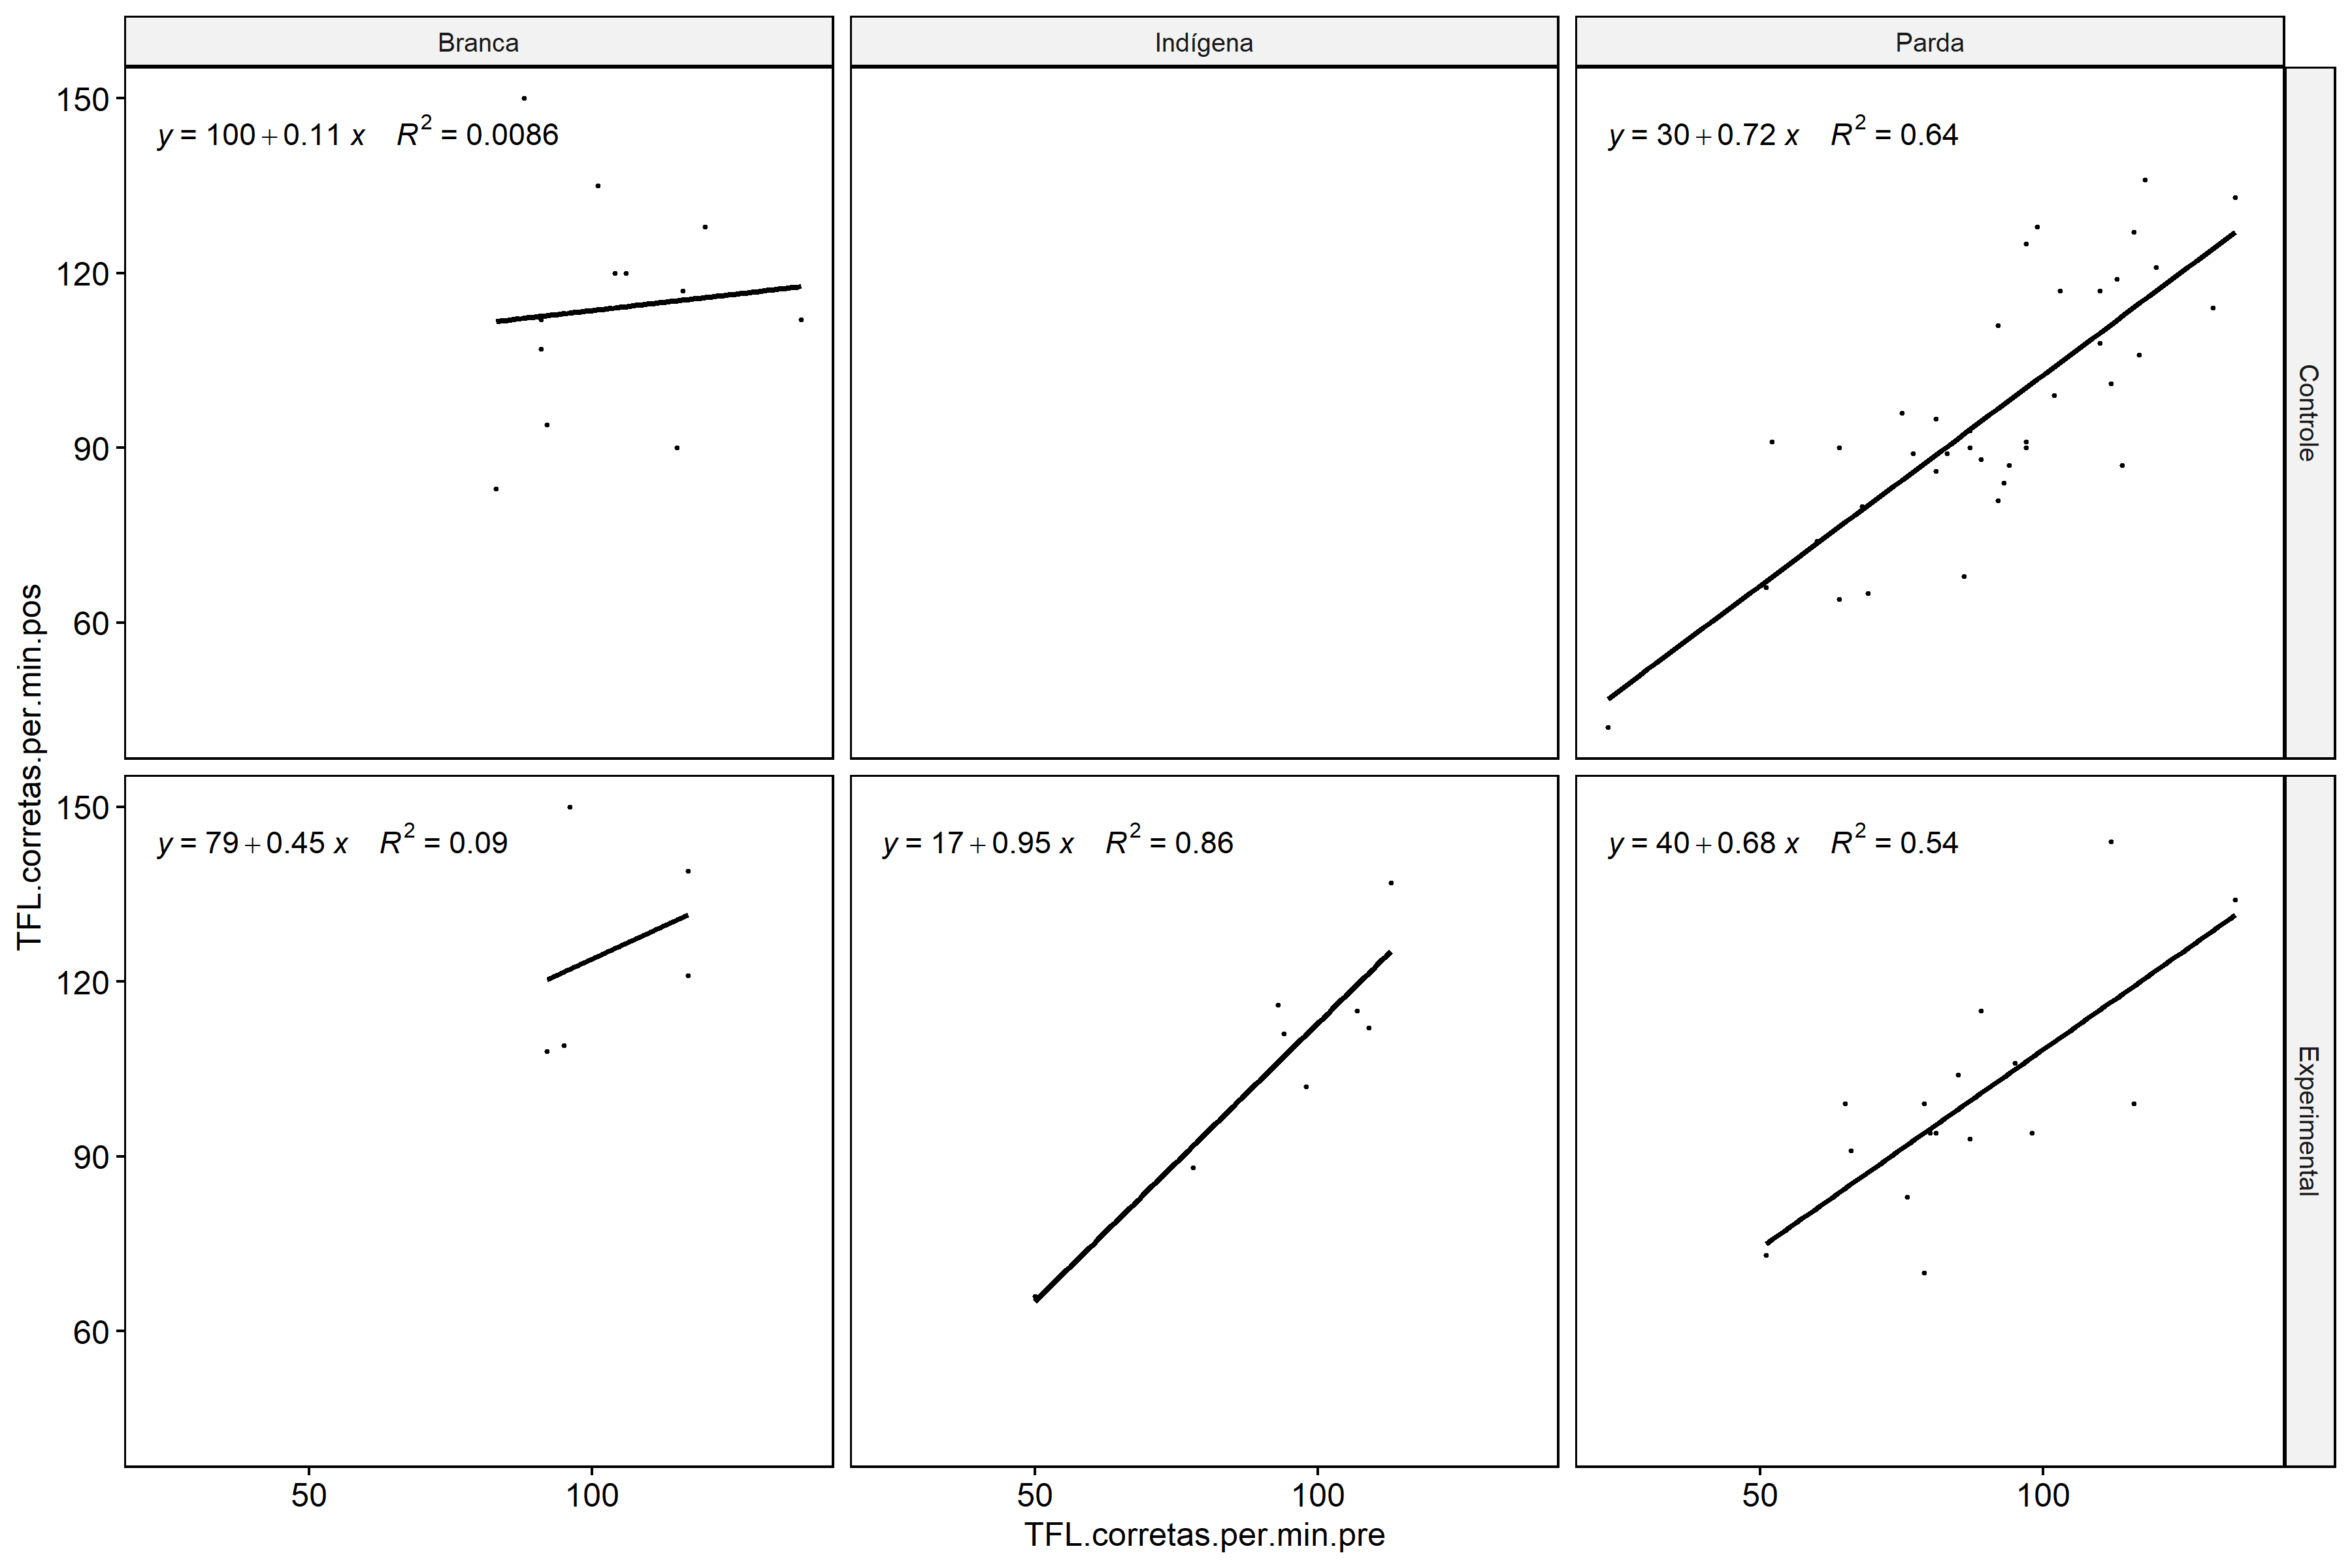 Branca
Indígena
Parda
150
120
90
60
y = 100 + 0.11 x R² = 0.0086
y = 30 + 0.72 x R² = 0.64
Controle
150
120
90
60
y = 79 + 0.45 x R² = 0.09
y = 17 + 0.95 x R² = 0.86
y = 40 + 0.68 x R² = 0.54
Experimental
TFL.corretas.per.min.pos
50 100
50 100
50 100
TFL.corretas.per.min.pre